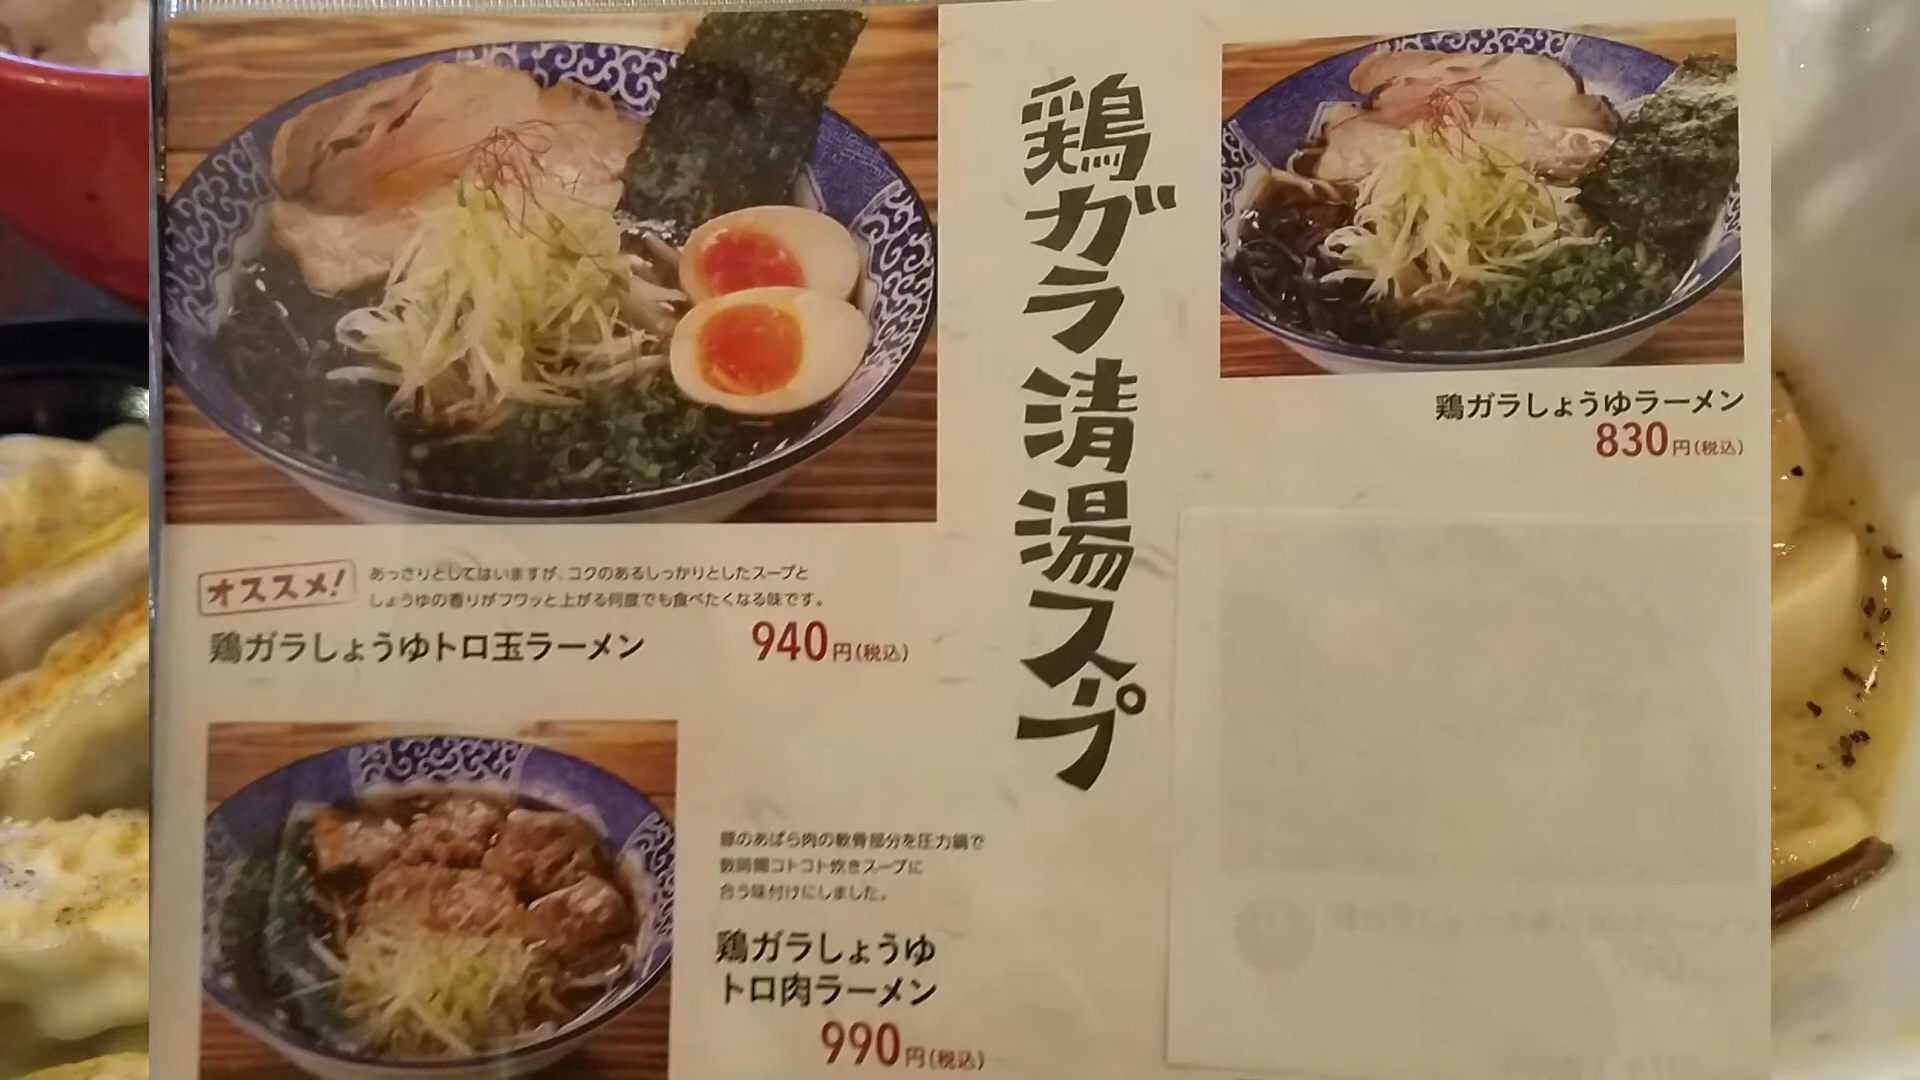 鶏ガラ清湯スープ
オススメ!
あっさりとしてはいますが、コクのあるしっかりとしたスープと
しょうゆの香りがフワッと上がる何度でも食べたくなる味です。
鶏ガラしょうゆトロ玉ラーメン
940円(税込)
豚のあばら肉の軟骨部分を圧力鍋で
数時間コトコト炊きスープに
合う味付けにしました。
鶏ガラしょうゆ
トロ肉ラーメン
990円(税込)
鶏ガラしょうゆラーメン
830円(税込)